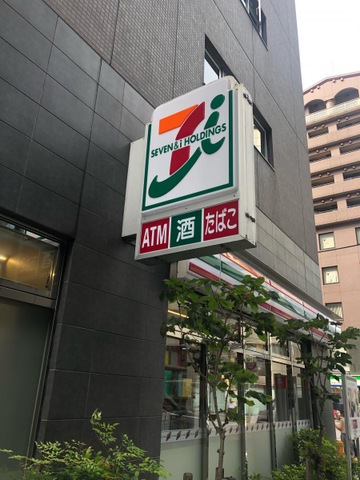 7i
SEVEN&i HOLDINGS
ATM 酒 たばこ